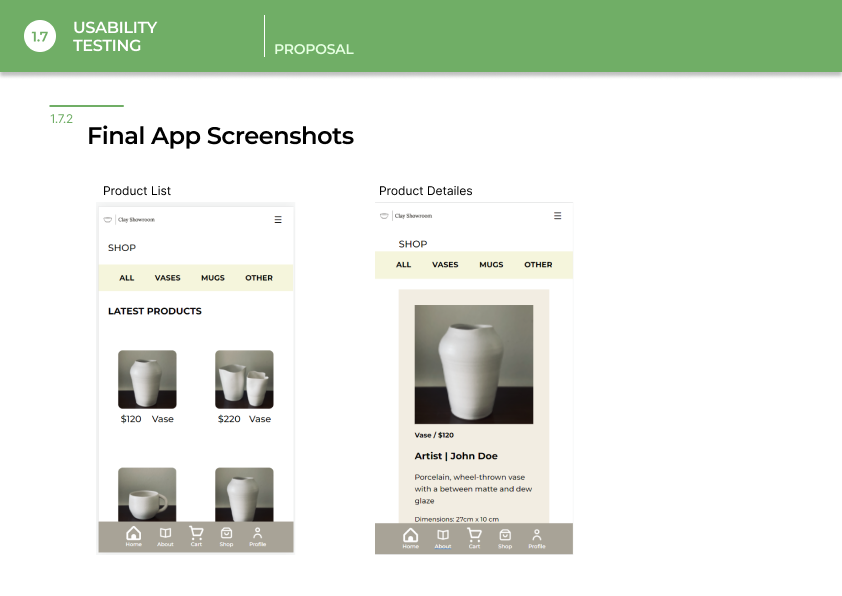 1.7
USABILITY
TESTING
PROPOSAL
1.7.2
Final App Screenshots
Product List
Clay Showroom
SHOP
ALL VASES MUGS OTHER
LATEST PRODUCTS
$120 Vase
$220 Vase
Home About Cart Shop Profile
Product Detailes
Clay Showroom
SHOP
ALL VASES MUGS OTHER
Vase / $120
Artist | John Doe
Porcelain, wheel-thrown vase
with a between matte and dew
glaze
Dimensions: 27cm x 10 cm
Home About Cart Shop Profile